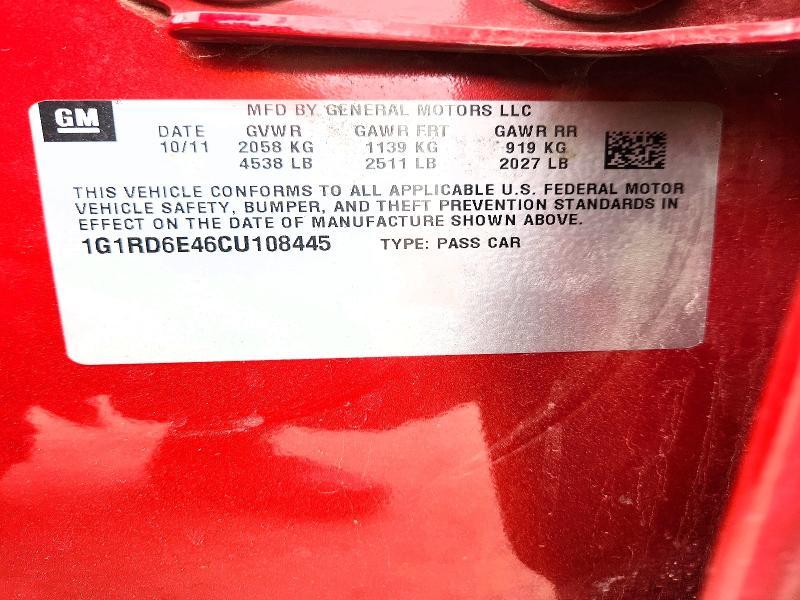 GM
MFD BY GENERAL MOTORS LLC
DATE GVWR GAWR FRT GAWR RR
10/11 2058 KG 1139 KG 919 KG
4538 LB 2511 LB 2027 LB
THIS VEHICLE CONFORMS TO ALL APPLICABLE U.S. FEDERAL MOTOR
VEHICLE SAFETY, BUMPER, AND THEFT PREVENTION STANDARDS IN
EFFECT ON THE DATE OF MANUFACTURE SHOWN ABOVE.
1G1RD6E46CU108445 TYPE: PASS CAR